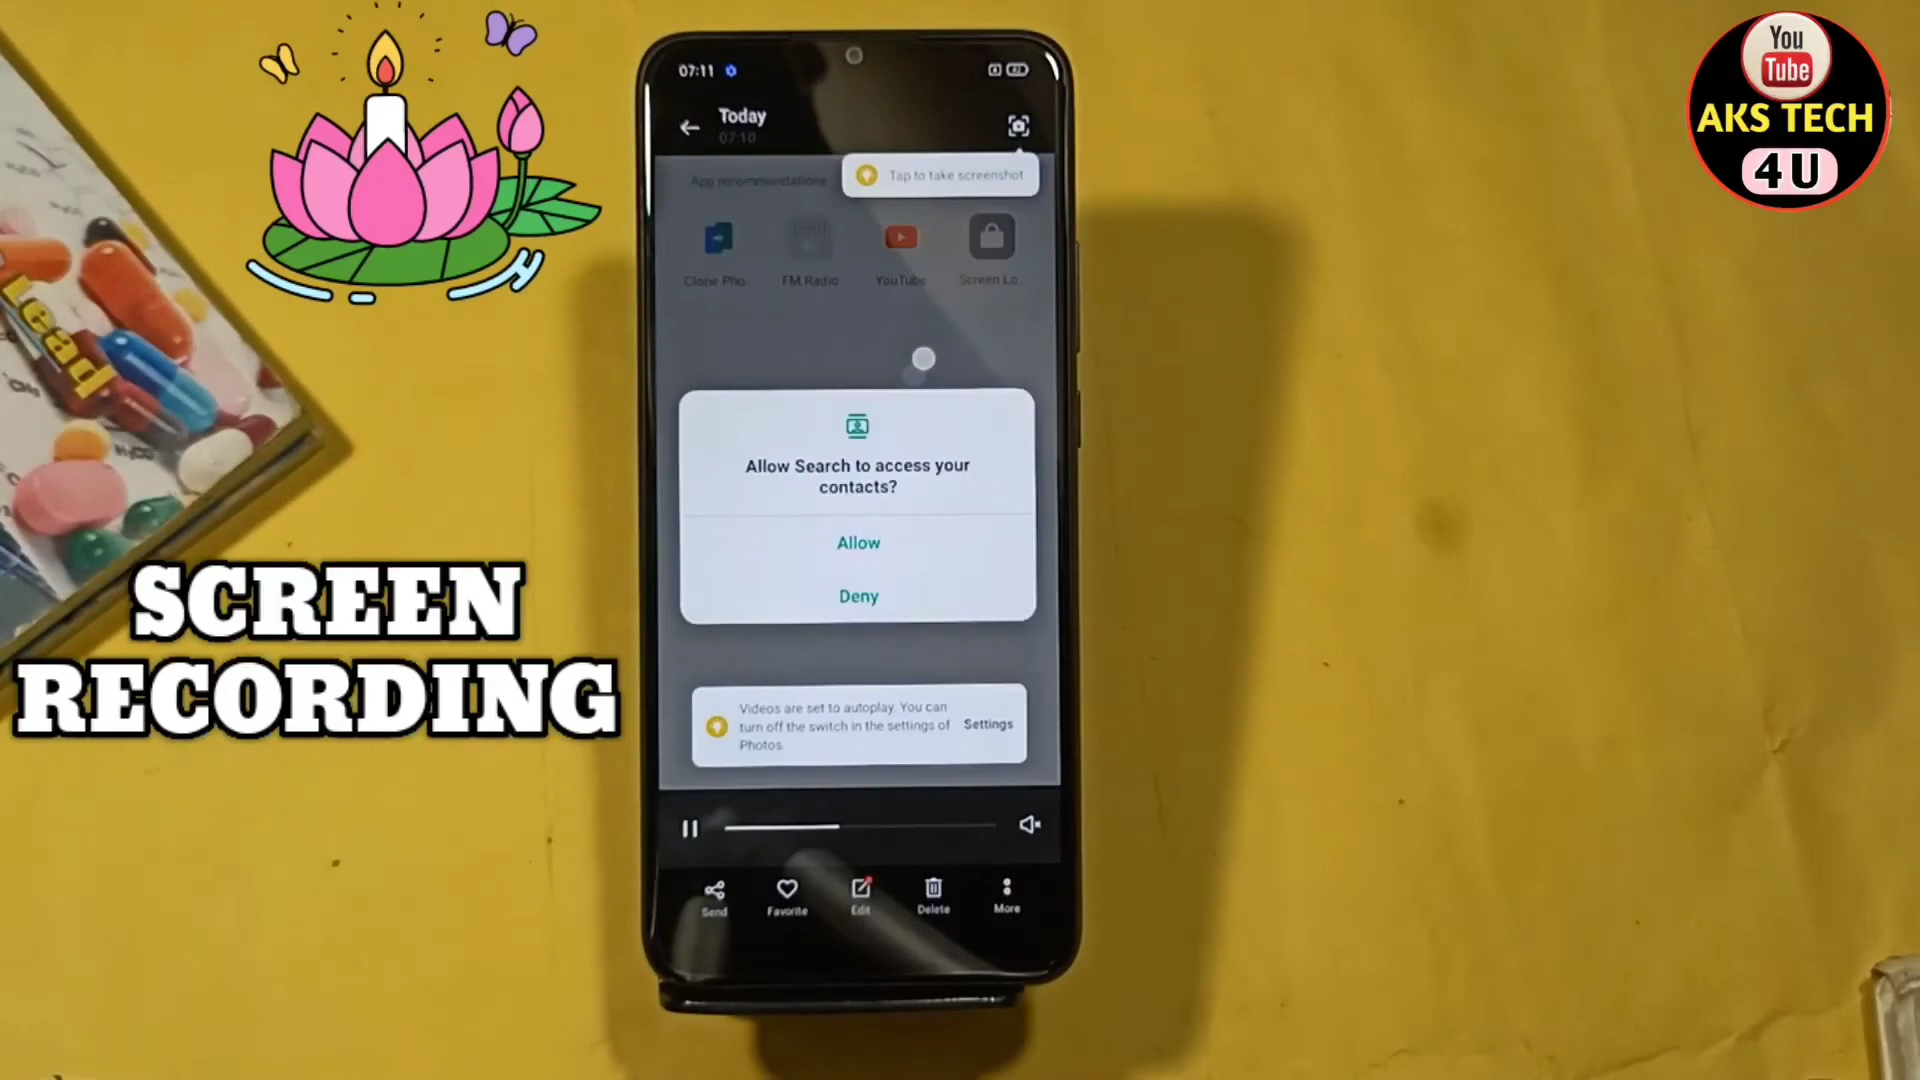 You
Tube
AKS TECH
4 U
07:11
Today
07:10
Tap to take screenshot
App recommendations
Clone Pho..
FM Radio
YouTube
Screen Lo..
Allow Search to access your
contacts?
Allow
Deny
Videos are set to autoplay. You can
turn off the switch in the settings of
Photos.
Settings
Send
Favorite
Edit
Delete
More
SCREEN
RECORDING